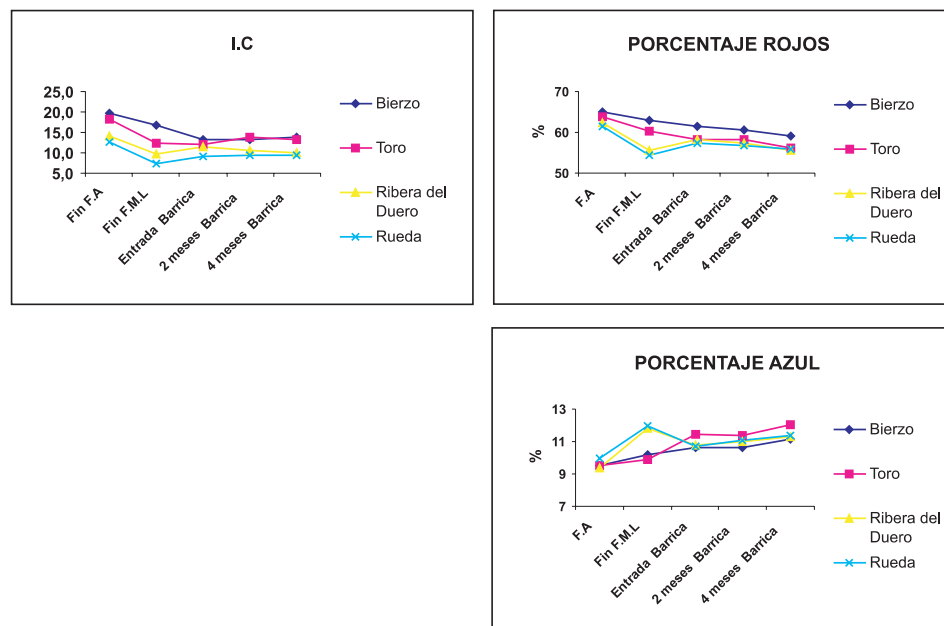 I.C
25,0
20,0
15,0
10,0
5,0
Fin F.A
Fin F.M.L
Entrada Barrica
2 meses Barrica
4 meses Barrica
Bierzo
Toro
Ribera del
Duero
Rueda
PORCENTAJE ROJOS
%
70
60
50
F.A
Fin F.M.L
Entrada Barrica
2 meses Barrica
4 meses Barrica
Bierzo
Toro
Ribera del
Duero
Rueda
PORCENTAJE AZUL
%
13
11
9
7
F.A
Fin F.M.L
Entrada Barrica
2 meses Barrica
4 meses Barrica
Bierzo
Toro
Ribera del
Duero
Rueda